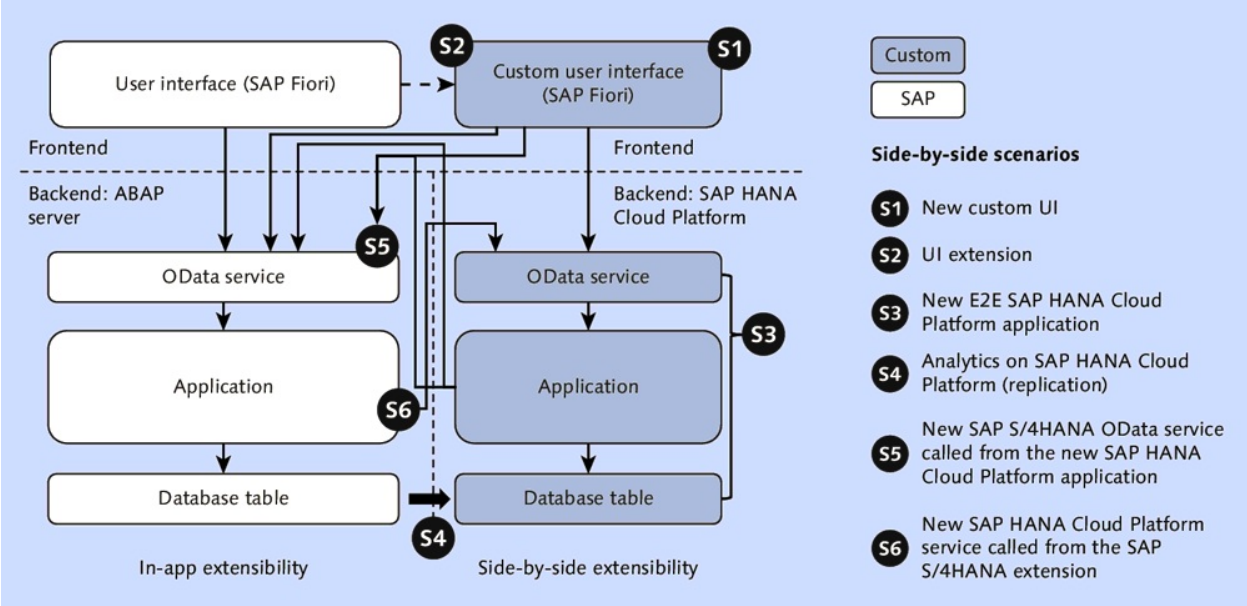 S2
S1
User interface (SAP Fiori)
Custom user interface
(SAP Fiori)
Frontend
Frontend
Backend: ABAP
server
Backend: SAP HANA
Cloud Platform
S5
OData service
OData service
S3
Application
Application
S6
Database table
Database table
S4
In-app extensibility
Side-by-side extensibility
Custom
SAP
Side-by-side scenarios
S1 New custom UI
S2 UI extension
S3 New E2E SAP HANA Cloud
Platform application
S4 Analytics on SAP HANA Cloud
Platform (replication)
New SAP S/4HANA OData service
S5 called from the new SAP HANA
Cloud Platform application
New SAP HANA Cloud Platform
S6 service called from the SAP
S/4HANA extension